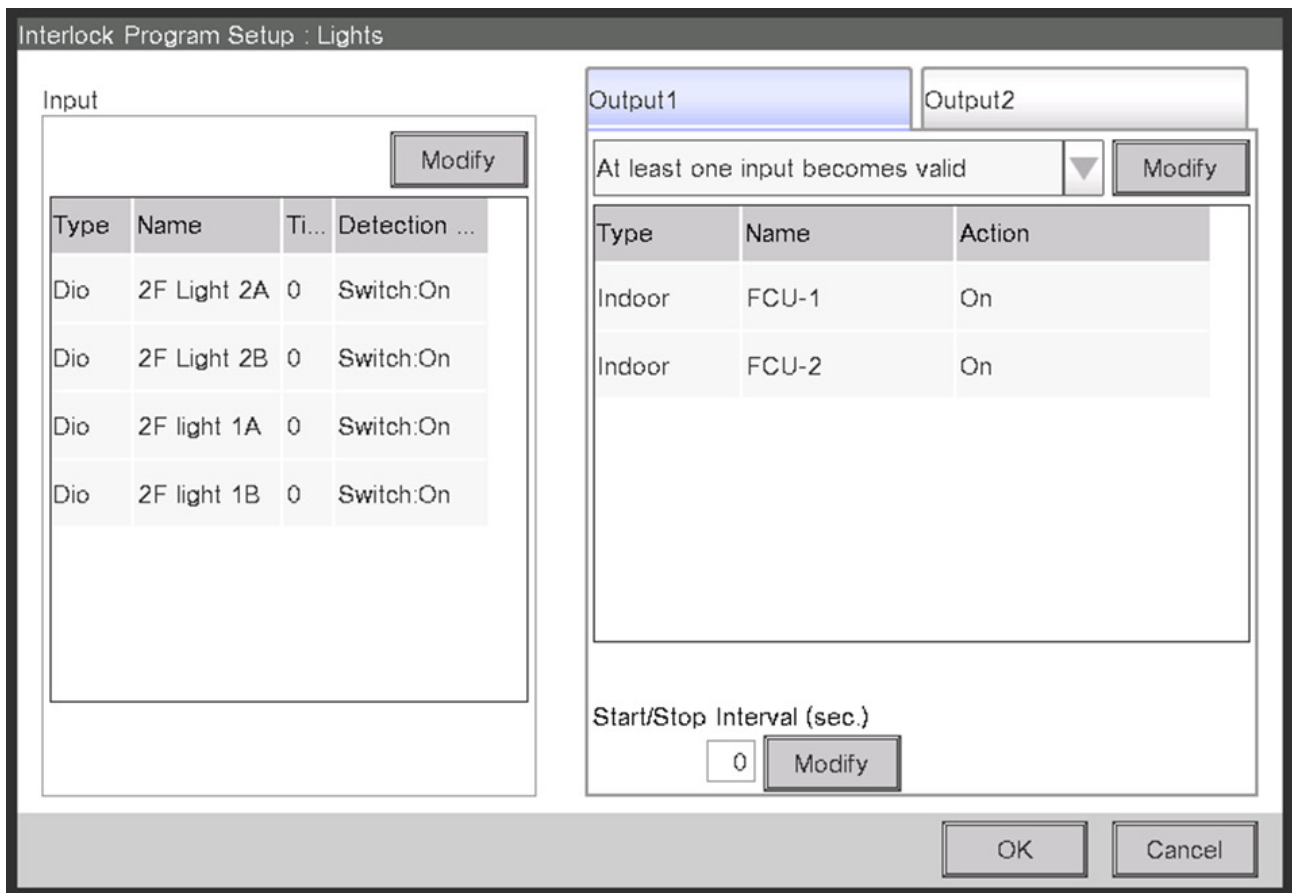 Interlock Program Setup : Lights
Input
Modify
Type Name Ti... Detection ...
Dio 2F Light 2A 0 Switch:On
Dio 2F Light 2B 0 Switch:On
Dio 2F light 1A 0 Switch:On
Dio 2F light 1B 0 Switch:On
Output1 Output2
At least one input becomes valid Modify
Type Name Action
Indoor FCU-1 On
Indoor FCU-2 On
Start/Stop Interval (sec.)
0 Modify
OK Cancel